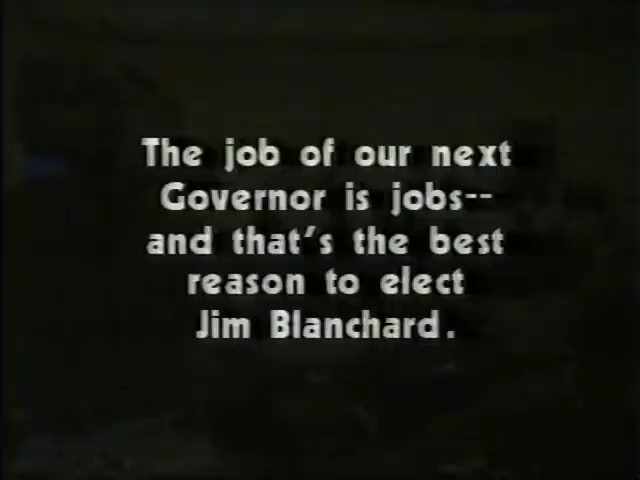 The job of our next
Governor is jobs--
and that's the best
reason to elect
Jim Blanchard.